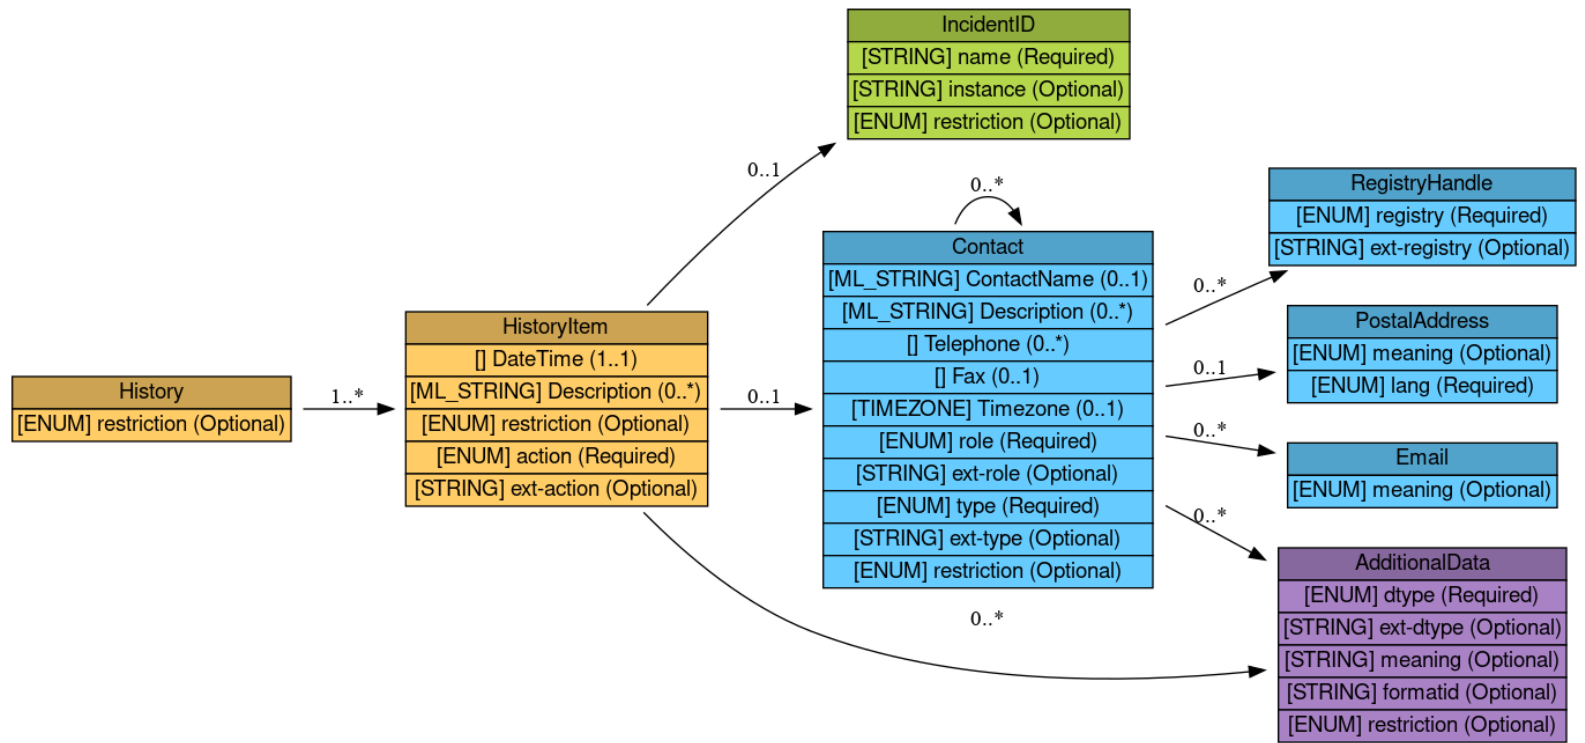 IncidentID
[STRING] name (Required)
[STRING] instance (Optional)
[ENUM] restriction (Optional)
0..1
0..*
RegistryHandle
[ENUM] registry (Required)
[STRING] ext-registry (Optional)
Contact
[ML_STRING] ContactName (0..1)
[ML_STRING] Description (0..*)
[] Telephone (0..*)
[] Fax (0..1)
[TIMEZONE] Timezone (0..1)
[ENUM] role (Required)
[STRING] ext-role (Optional)
[ENUM] type (Required)
[STRING] ext-type (Optional)
[ENUM] restriction (Optional)
0..*
PostalAddress
[ENUM] meaning (Optional)
[ENUM] lang (Required)
0..1
HistoryItem
[] DateTime (1..1)
[ML_STRING] Description (0..*)
[ENUM] restriction (Optional)
[ENUM] action (Required)
[STRING] ext-action (Optional)
History
[ENUM] restriction (Optional)
1..*
0..1
0..*
Email
[ENUM] meaning (Optional)
0..*
AdditionalData
[ENUM] dtype (Required)
[STRING] ext-dtype (Optional)
[STRING] meaning (Optional)
[STRING] formatid (Optional)
[ENUM] restriction (Optional)
0..*